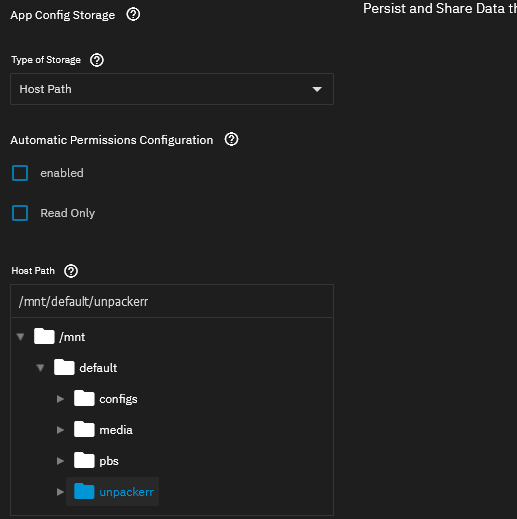 Persist and Share Data th
App Config Storage
Type of Storage
Host Path
Automatic Permissions Configuration
enabled
Read Only
Host Path
/mnt/default/unpackerr
/mnt
default
configs
media
pbs
unpackerr